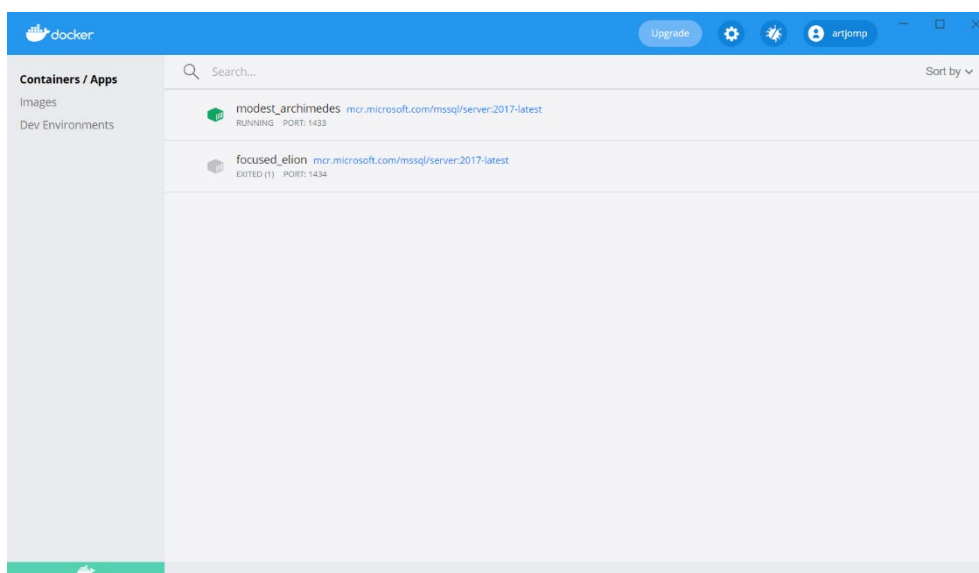 docker
Upgrade
artjomp
Containers / Apps
Images
Dev Environments
Search...
Sort by
modest_archimedes mcr.microsoft.com/mssql/server:2017-latest
RUNNING PORT: 1433
focused_elion mcr.microsoft.com/mssql/server:2017-latest
EXITED (1) PORT: 1434